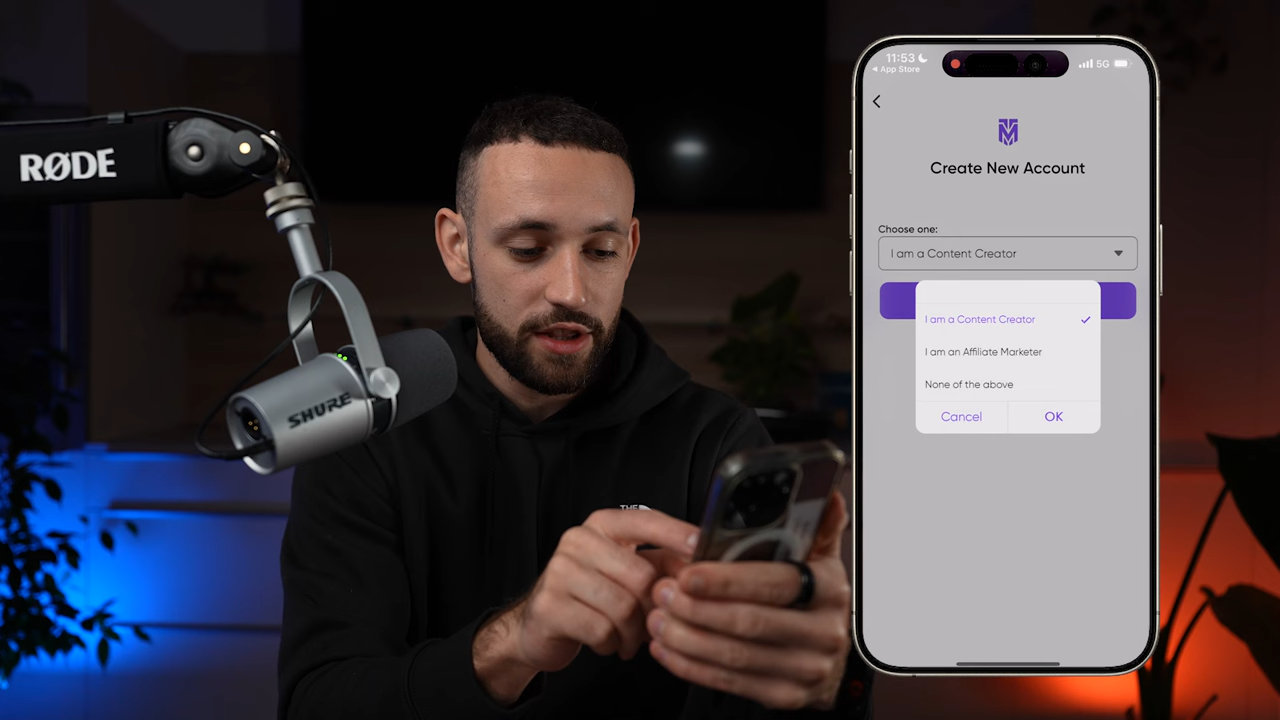 RØDE
SHURE
THE
11:53
App Store
5G
Create New Account
Choose one:
I am a Content Creator
I am a Content Creator
I am an Affiliate Marketer
None of the above
Cancel
OK